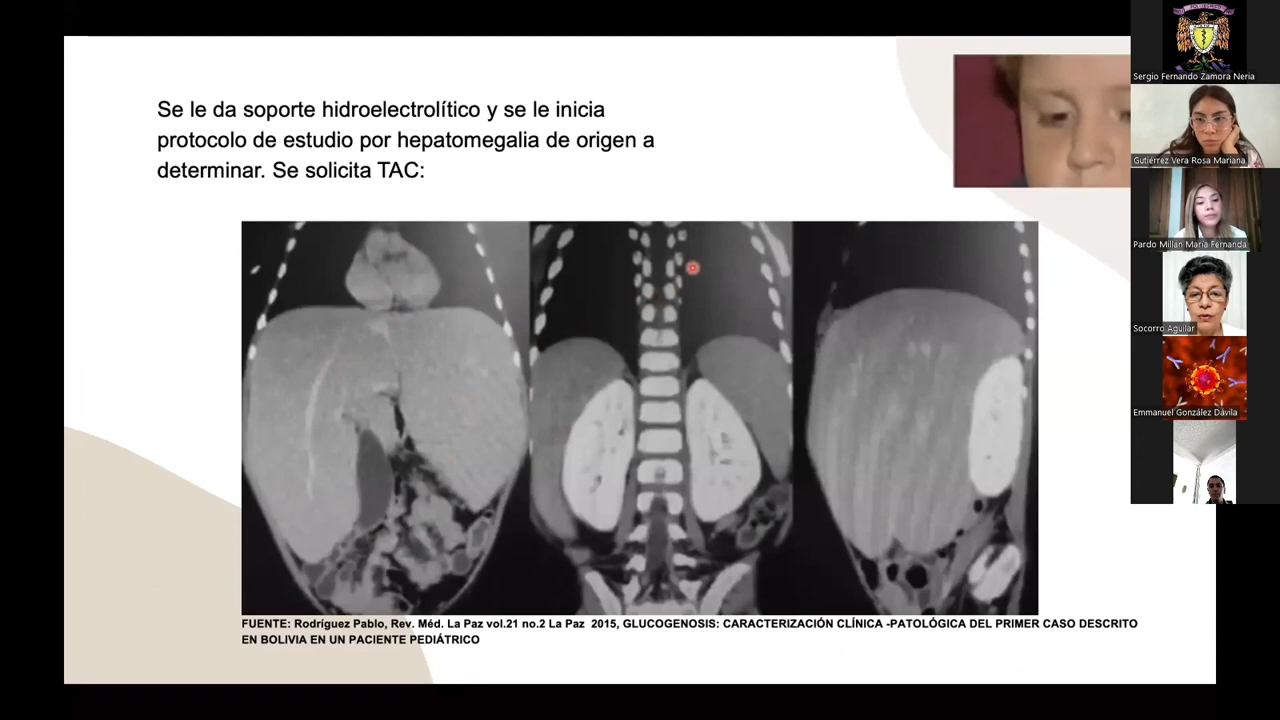 Se le da soporte hidroelectrolítico y se le inicia
protocolo de estudio por hepatomegalia de origen a
determinar. Se solicita TAC:
FUENTE: Rodríguez Pablo, Rev. Méd. La Paz vol.21 no.2 La Paz 2015, GLUCOGENOSIS: CARACTERIZACIÓN CLÍNICA -PATOLÓGICA DEL PRIMER CASO DESCRITO
EN BOLIVIA EN UN PACIENTE PEDIÁTRICO
Sergio Fernando Zamora Neria
Gutiérrez Vera Rosa Mariana
Pardo Millán María Fernanda
Socorro Aguilar
Emmanuel González Dávila